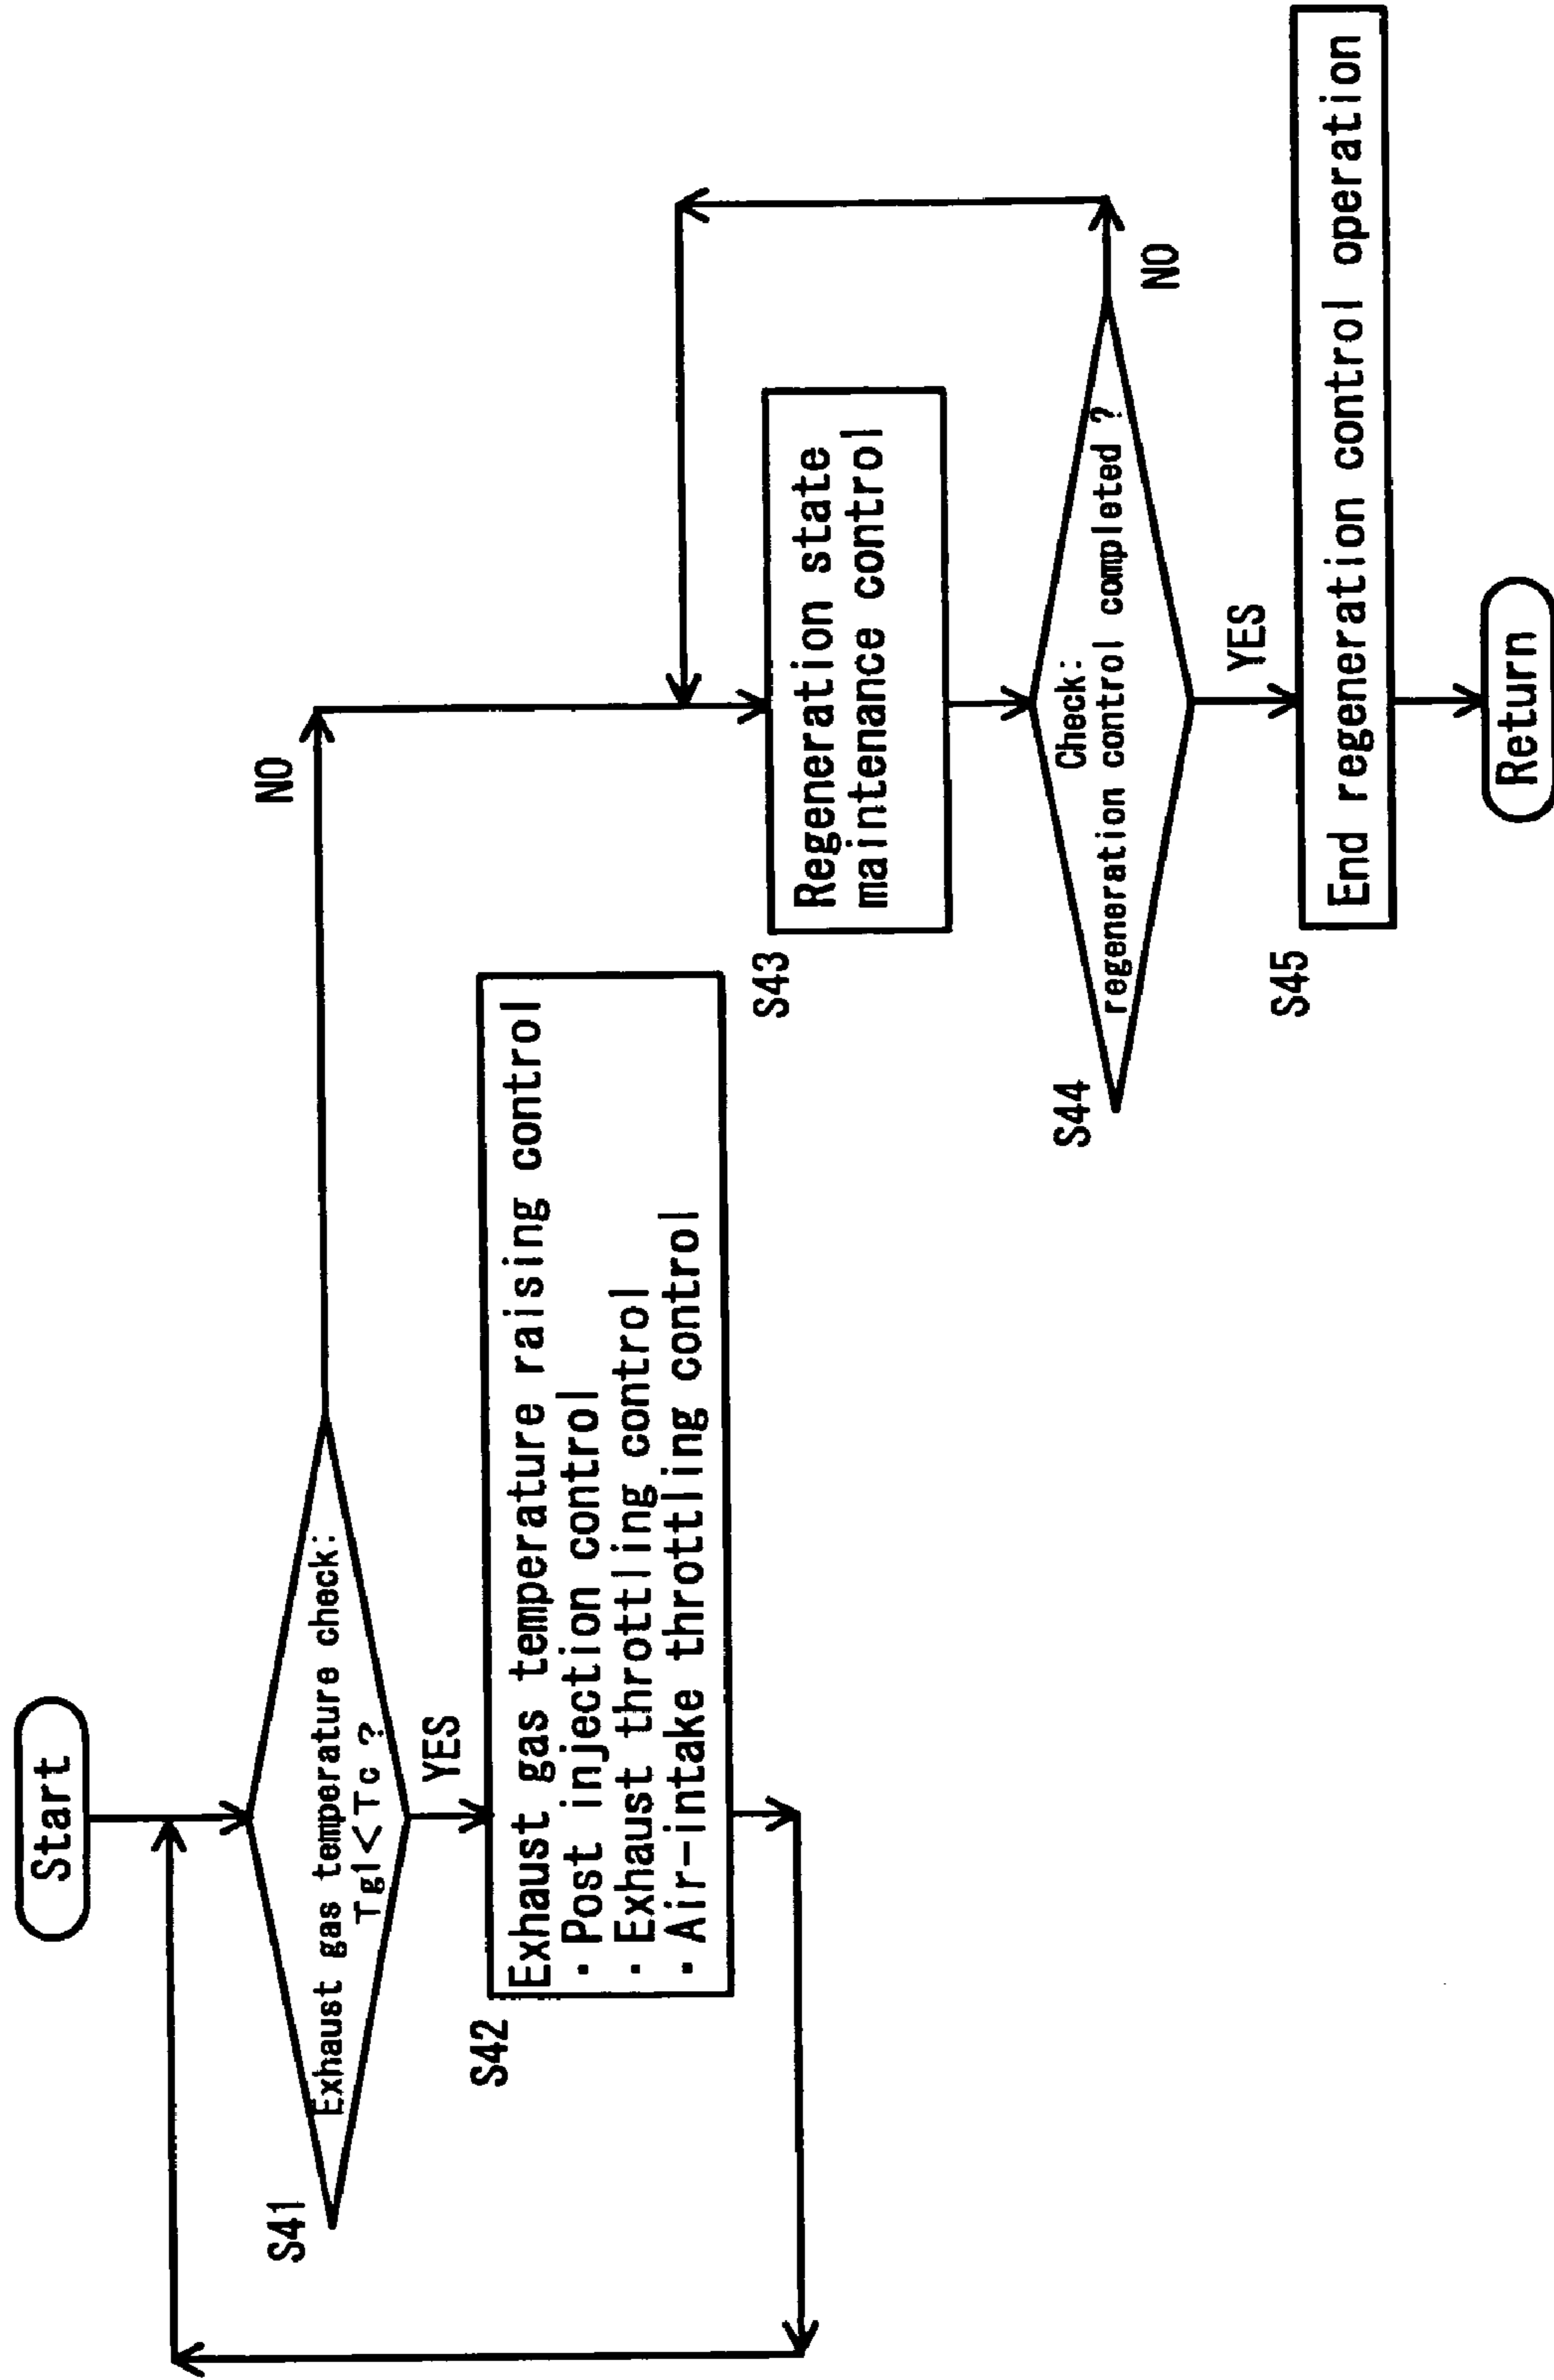 Start
S41
Exhaust gas temperature check:
Tg1<Tc ?
NO
YES
S42
Exhaust gas temperature raising control
・Post injection control
・Exhaust throttling control
・Air-intake throttling control
S43
Regeneration state
maintenance control
S44
Check:
regeneration control completed ?
NO
YES
S45
End regeneration control operation
Return